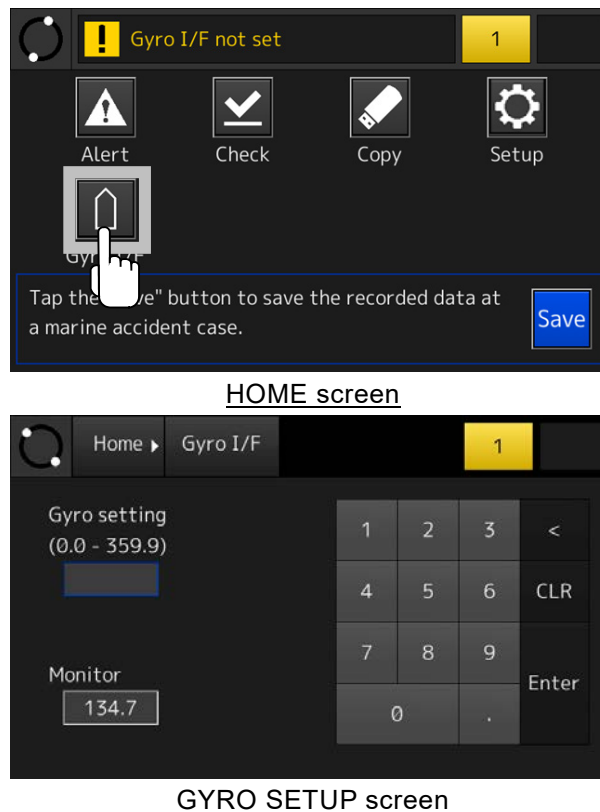 Gyro I/F not set
1
Alert
Check
Copy
Setup
Gyro I/F
Tap the "Save" button to save the recorded data at
a marine accident case.
Save
HOME screen
Home
Gyro I/F
1
Gyro setting
(0.0 - 359.9)
1
2
3
<
4
5
6
CLR
7
8
9
Enter
Monitor
134.7
0
.
GYRO SETUP screen